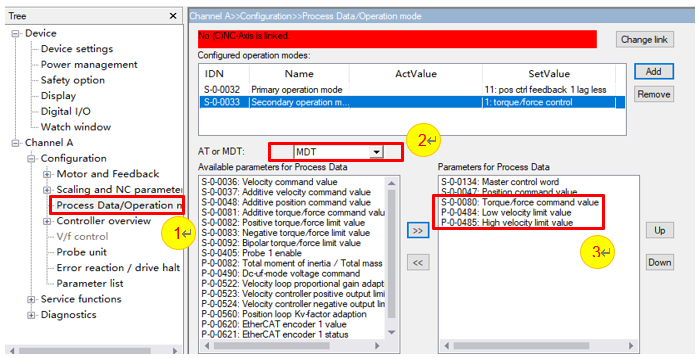 Tree
Device
Device settings
Power management
Safety option
Display
Digital I/O
Watch window
Channel A
Configuration
Motor and Feedback
Scaling and NC parameter
Process Data/Operation m
Controller overview
V/f control
Probe unit
Error reaction / drive halt
Parameter list
Service functions
Diagnostics
1
Channel A>>Configuration>>Process Data/Operation mode
No (C)NC-Axis is linked
Change link
Configured operation modes:
IDN Name ActValue SetValue
S-0-0032 Primary operation mode 11: pos ctrl feedback 1 lag less
S-0-0033 Secondary operation m... 1: torque/force control
Add
Remove
AT or MDT: MDT
2
Available parameters for Process Data
S-0-0036: Velocity command value
S-0-0037: Additive velocity command value
S-0-0048: Additive position command value
S-0-0081: Additive torque/force command valu
S-0-0082: Positive torque/force limit value
S-0-0083: Negative torque/force limit value
S-0-0092: Bipolar torque/force limit value
S-0-0405: Probe 1 enable
P-0-0082: Total moment of inertia / Total mass
P-0-0490: Dc-uf-mode voltage command
P-0-0522: Velocity loop proportional gain adapt
P-0-0523: Velocity controller positive output limi
P-0-0524: Velocity controller negative output lin
P-0-0560: Position loop Kv-factor adaption
P-0-0620: EtherCAT encoder 1 value
P-0-0621: EtherCAT encoder 1 status
>>
<<
Parameters for Process Data
S-0-0134: Master control word
S-0-0047: Position command value
S-0-0080: Torque/force command value
P-0-0484: Low velocity limit value
P-0-0485: High velocity limit value
3
Up
Down